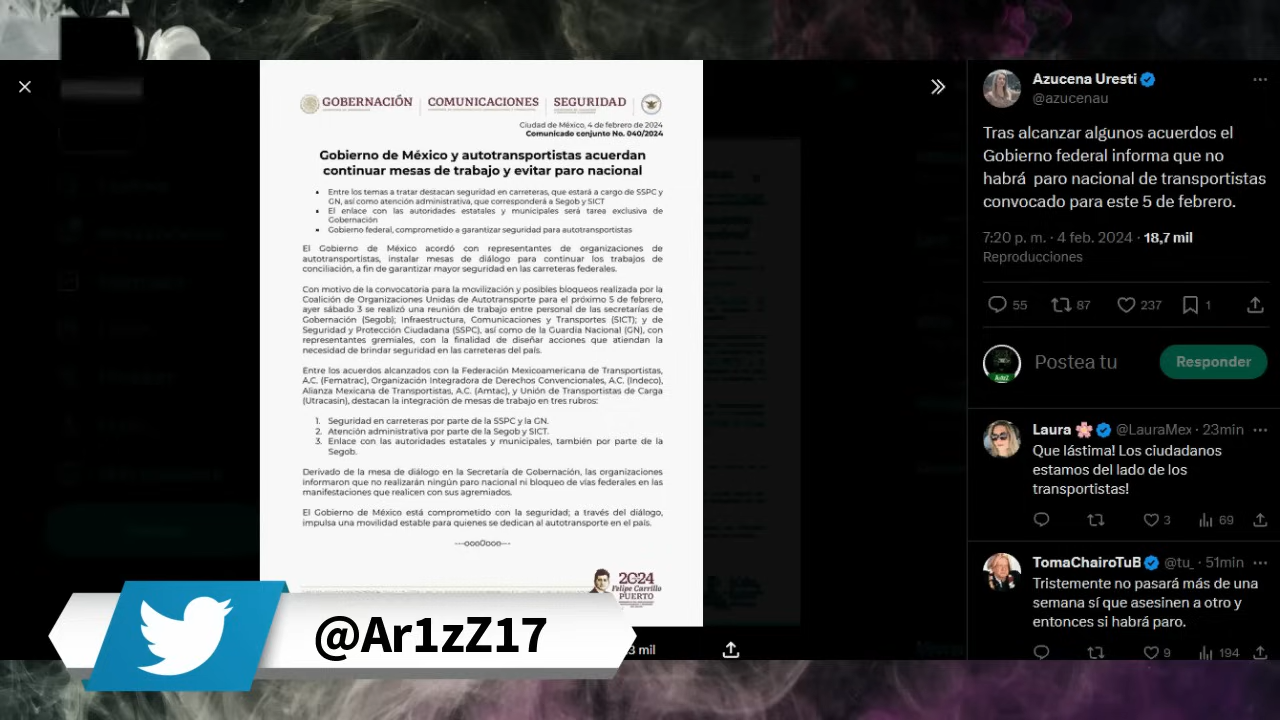 GOBERNACIÓN | COMUNICACIONES | SEGURIDAD
Ciudad de México, 4 de febrero de 2024
Comunicado conjunto No. 040/2024
Gobierno de México y autotransportistas acuerdan
continuar mesas de trabajo y evitar paro nacional
• Entre los temas a tratar destacan seguridad en carreteras, que estará a cargo de SSPC y
GN, así como atención administrativa, que corresponderá a Segob y SICT
• El enlace con las autoridades estatales y municipales será tarea exclusiva de
Gobernación
• Gobierno federal, comprometido a garantizar seguridad para autotransportistas
El Gobierno de México acordó con representantes de organizaciones de
autotransportistas, instalar mesas de diálogo para continuar los trabajos de
conciliación, a fin de garantizar mayor seguridad en las carreteras federales.
Con motivo de la convocatoria para la movilización y posibles bloqueos realizada por la
Coalición de Organizaciones Unidas de Autotransporte para el próximo 5 de febrero,
ayer sábado 3 se realizó una reunión de trabajo entre personal de las secretarías de
Gobernación (Segob); Infraestructura, Comunicaciones y Transportes (SICT); y de
Seguridad y Protección Ciudadana (SSPC), así como de la Guardia Nacional (GN), con
representantes gremiales, con la finalidad de diseñar acciones que atiendan la
necesidad de brindar seguridad en las carreteras del país.
Entre los acuerdos alcanzados con la Federación Mexicoamericana de Transportistas,
A.C. (Fematrac), Organización Integradora de Derechos Convencionales, A.C. (Indeco),
Alianza Mexicana de Transportistas, A.C. (Amtac), y Unión de Transportistas de Carga
(Utracasin), destacan la integración de mesas de trabajo en tres rubros:
1. Seguridad en carreteras por parte de la SSPC y la GN.
2. Atención administrativa por parte de la Segob y SICT.
3. Enlace con las autoridades estatales y municipales, también por parte de la
Segob.
Derivado de la mesa de diálogo en la Secretaría de Gobernación, las organizaciones
informaron que no realizarán ningún paro nacional ni bloqueo de vías federales en las
manifestaciones que realicen con sus agremiados.
El Gobierno de México está comprometido con la seguridad; a través del diálogo,
impulsa una movilidad estable para quienes se dedican al autotransporte en el país.
---ooo0ooo---
2024
Felipe Carrillo
PUERTO
3 mil
@Ar1zZ17
Azucena Uresti
@azucenau
Tras alcanzar algunos acuerdos el
Gobierno federal informa que no
habrá paro nacional de transportistas
convocado para este 5 de febrero.
7:20 p. m. · 4 feb. 2024 · 18,7 mil
Reproducciones
55 87 237 1
Postea tu
Responder
Laura 🌸 @LauraMex · 23min
Que lástima! Los ciudadanos
estamos del lado de los
transportistas!
3 69
TomaChairoTuB @tu_ · 51min
Tristemente no pasará más de una
semana sí que asesinen a otro y
entonces si habrá paro.
9 194